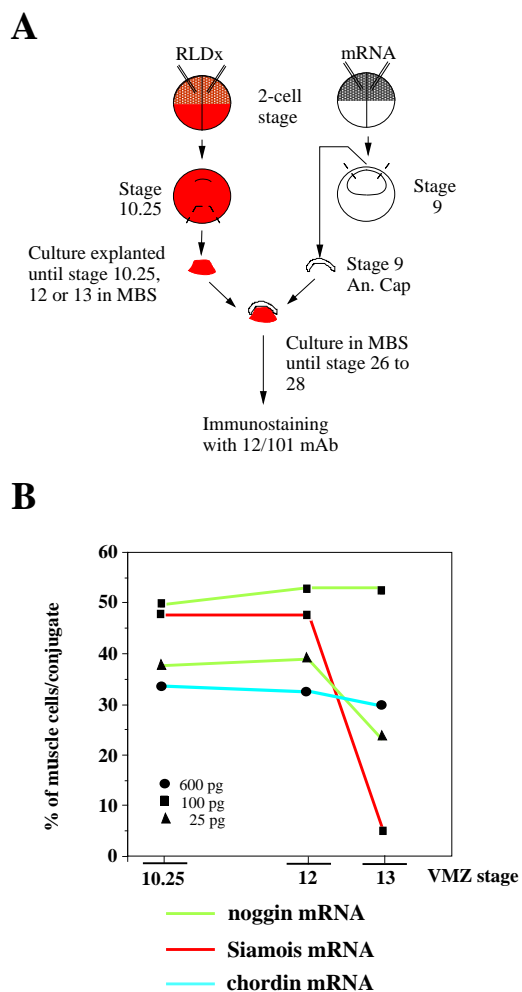 A
RLDx
mRNA
2-cell
stage
Stage
10.25
Stage
9
Culture explanted
until stage 10.25,
12 or 13 in MBS
Stage 9
An. Cap
Culture in MBS
until stage 26 to
28
Immunostaining
with 12/101 mAb
B
% of muscle cells/conjugate
60
50
40
30
20
10
0
600 pg
100 pg
25 pg
10.25
12
13
VMZ stage
noggin mRNA
Siamois mRNA
chordin mRNA